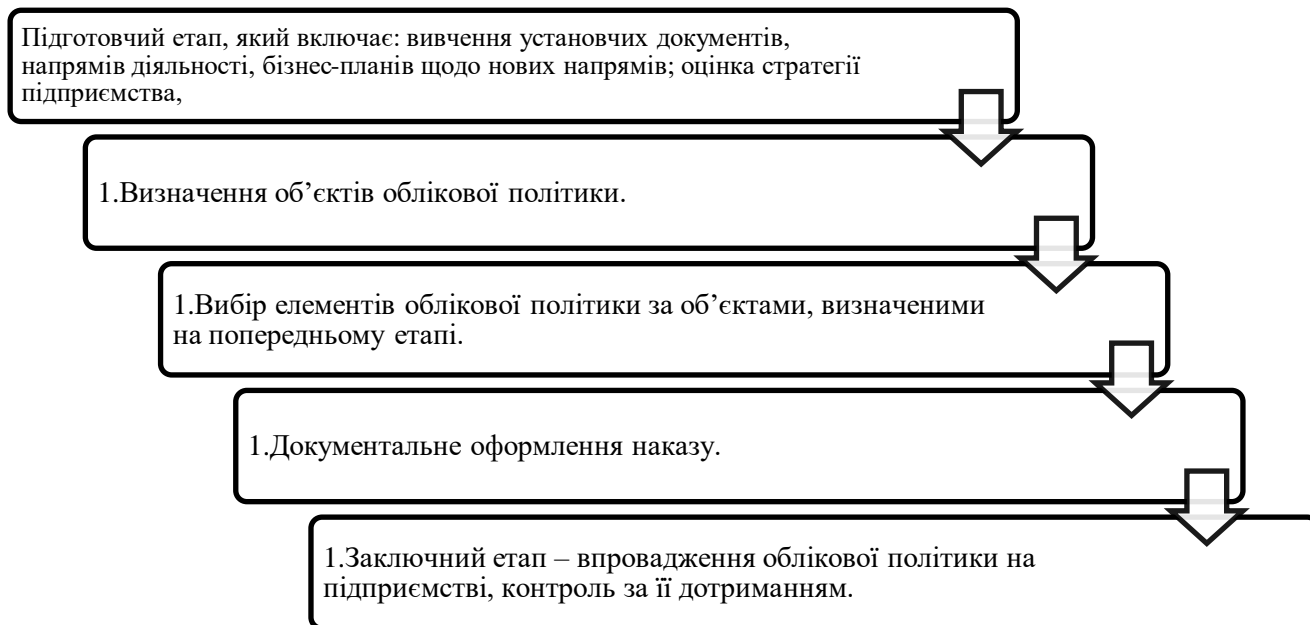 Підготовчий етап, який включає: вивчення установчих документів,
напрямів діяльності, бізнес-планів щодо нових напрямів; оцінка стратегії
підприємства,
1.Визначення об’єктів облікової політики.
1.Вибір елементів облікової політики за об’єктами, визначеними
на попередньому етапі.
1.Документальне оформлення наказу.
1.Заключний етап – впровадження облікової політики на
підприємстві, контроль за її дотриманням.